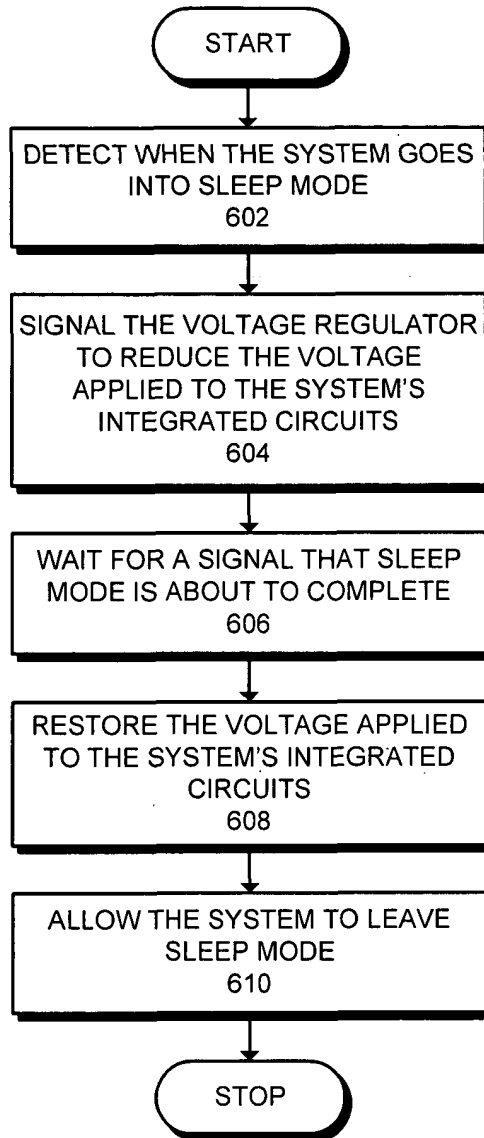 START
DETECT WHEN THE SYSTEM GOES
INTO SLEEP MODE
602
SIGNAL THE VOLTAGE REGULATOR
TO REDUCE THE VOLTAGE
APPLIED TO THE SYSTEM'S
INTEGRATED CIRCUITS
604
WAIT FOR A SIGNAL THAT SLEEP
MODE IS ABOUT TO COMPLETE
606
RESTORE THE VOLTAGE APPLIED
TO THE SYSTEM'S INTEGRATED
CIRCUITS
608
ALLOW THE SYSTEM TO LEAVE
SLEEP MODE
610
STOP